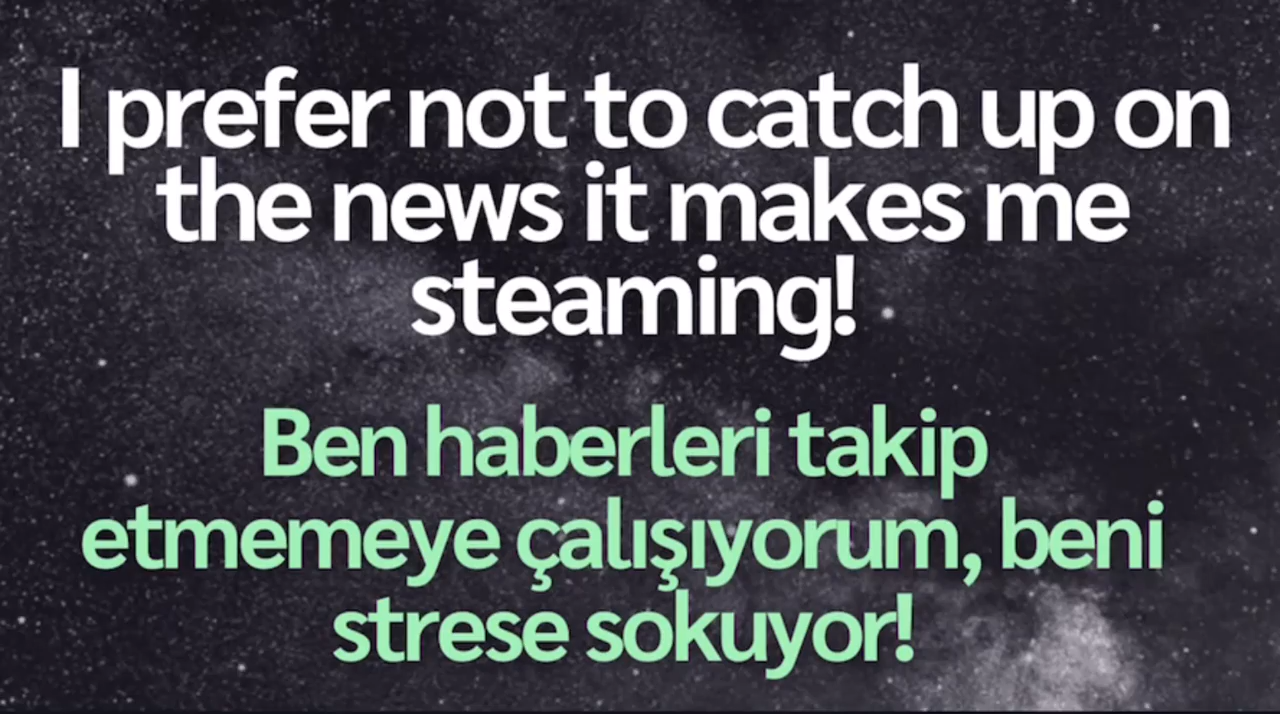 I prefer not to catch up on
the news it makes me
steaming!
Ben haberleri takip
etmemeye çalışıyorum, beni
strese sokuyor!